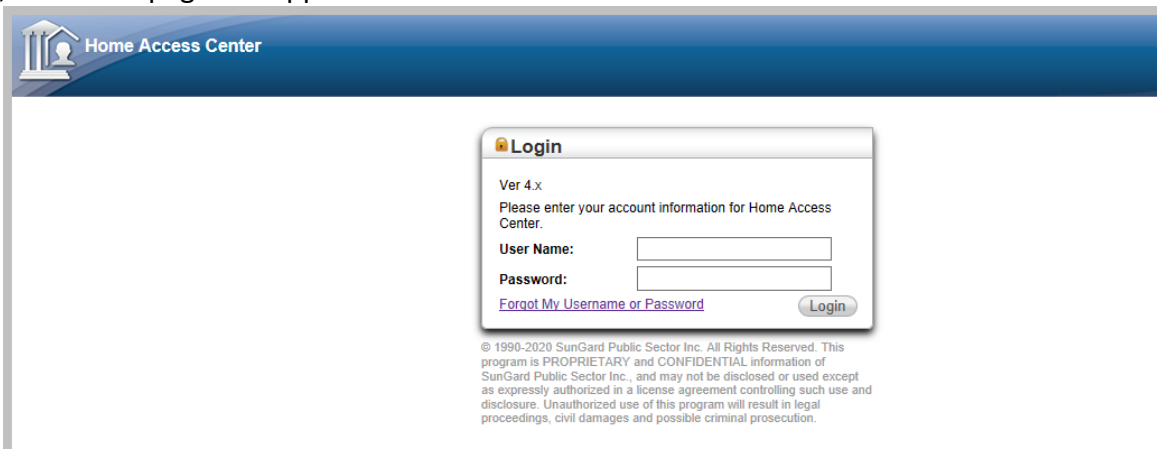 Home Access Center
Login
Ver 4.x
Please enter your account information for Home Access
Center.
User Name:
Password:
Forgot My Username or Password
Login
© 1990-2020 SunGard Public Sector Inc. All Rights Reserved. This
program is PROPRIETARY and CONFIDENTIAL information of
SunGard Public Sector Inc., and may not be disclosed or used except
as expressly authorized in a license agreement controlling such use and
disclosure. Unauthorized use of this program will result in legal
proceedings, civil damages and possible criminal prosecution.